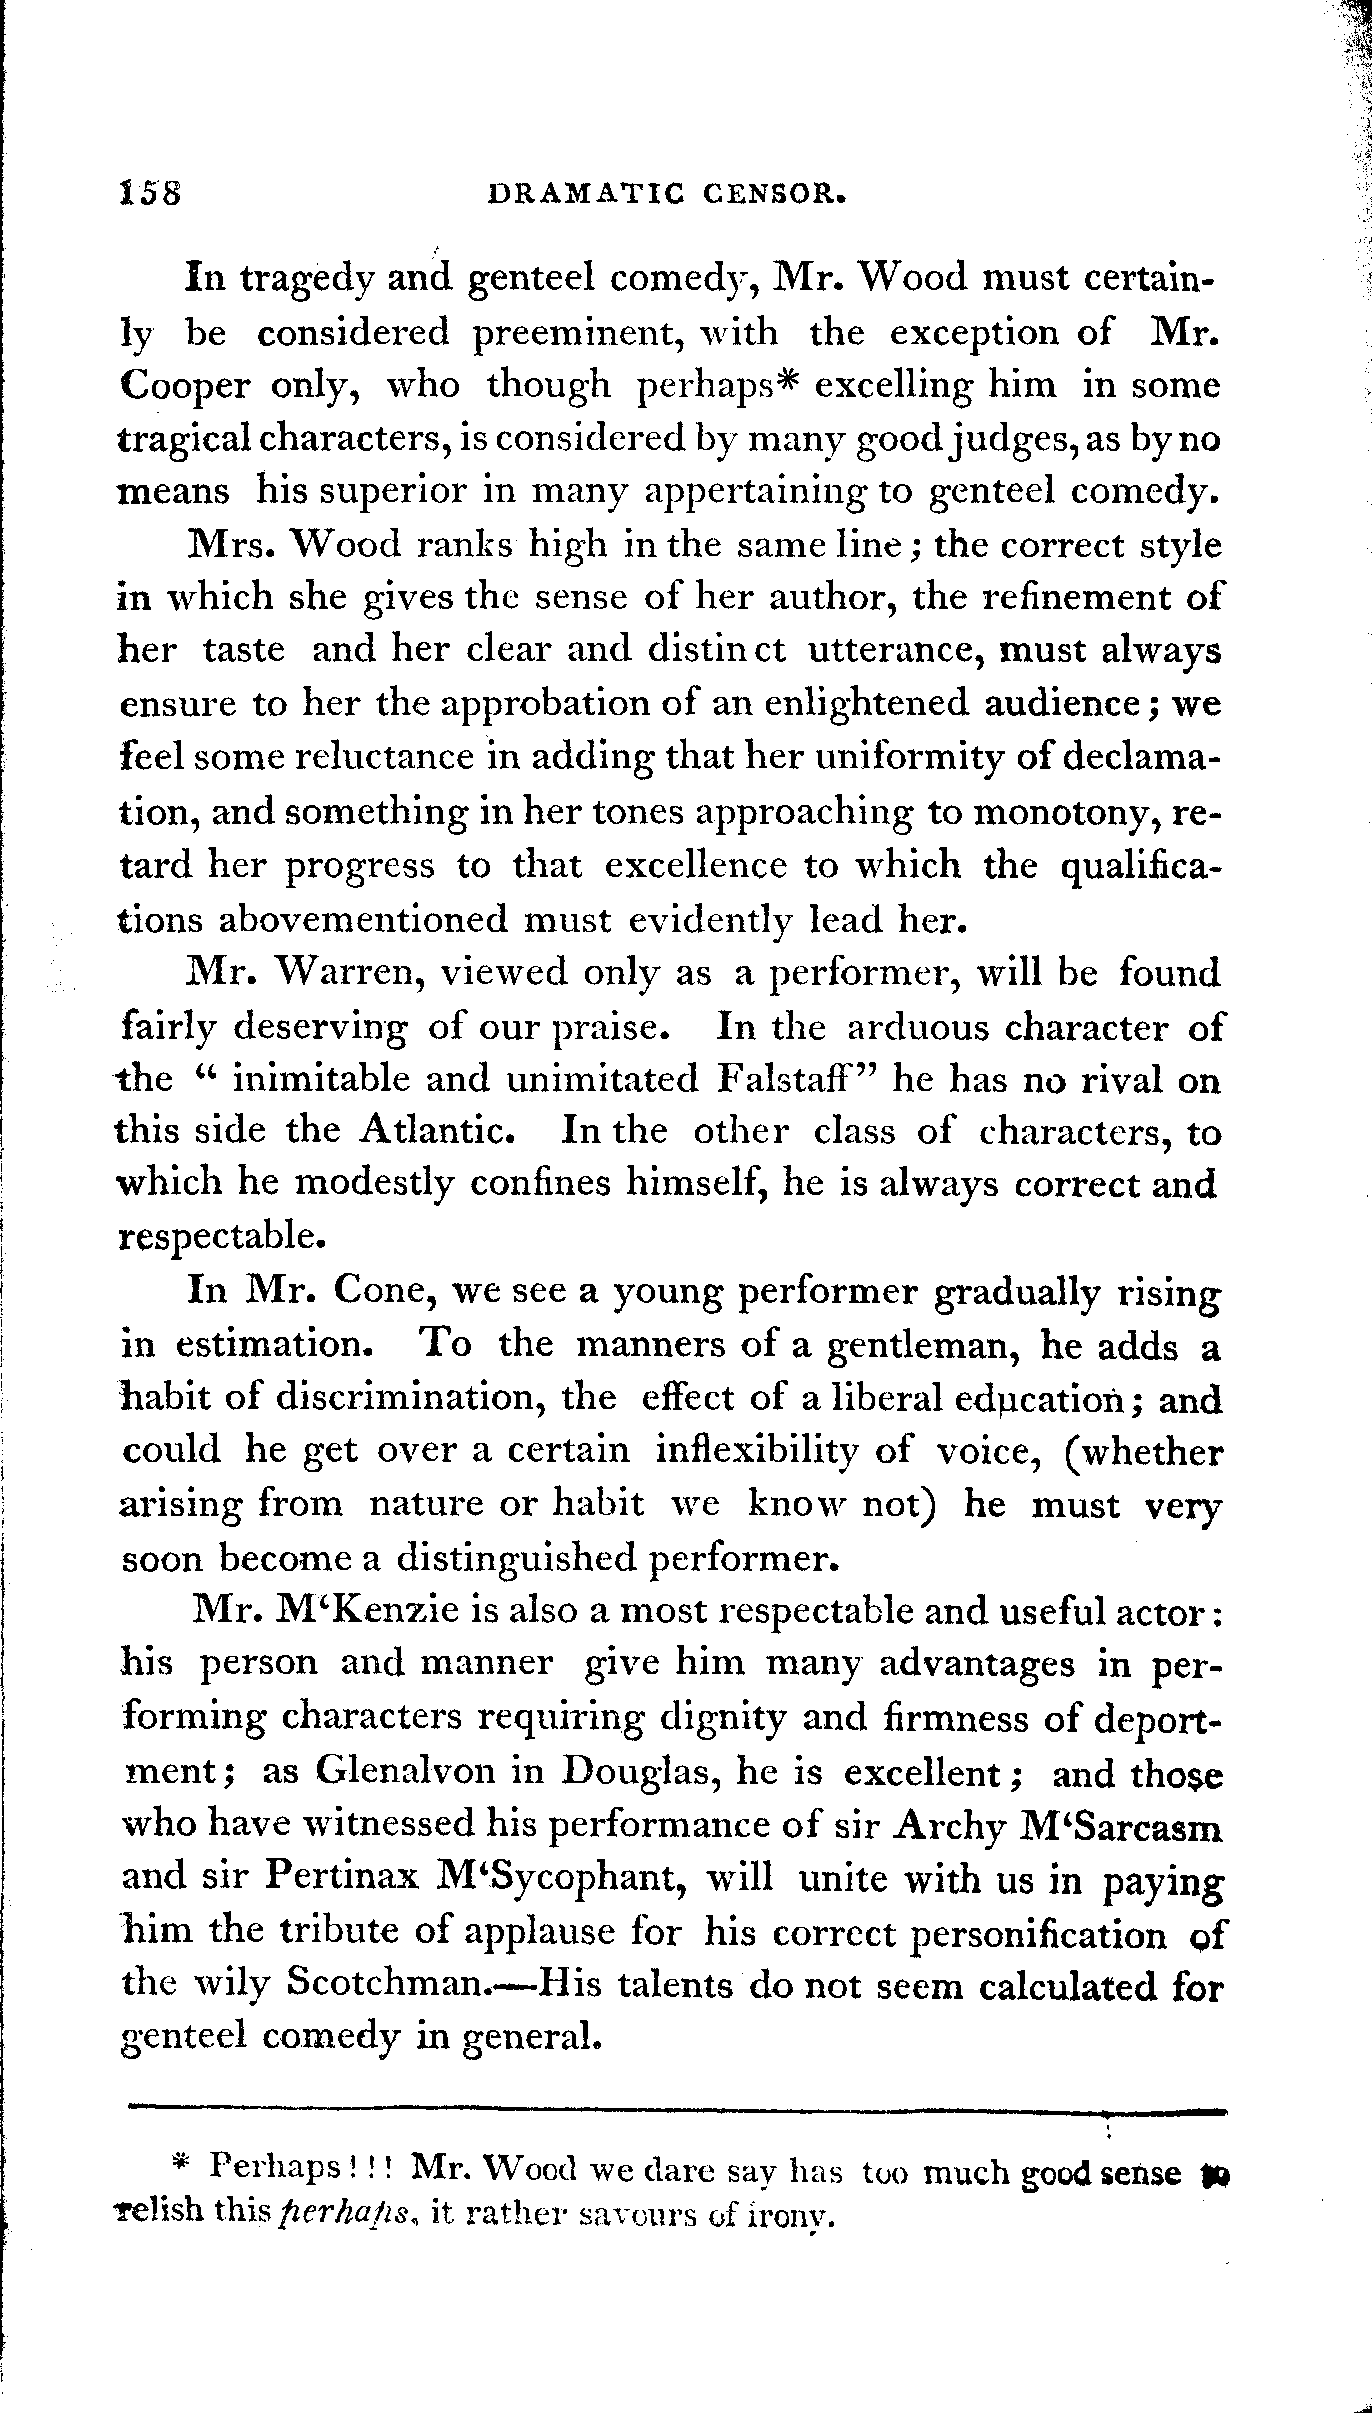 158 DRAMATIC CENSOR.
In tragedy and genteel comedy, Mr. Wood must certain-
ly be considered preeminent, with the exception of Mr.
Cooper only, who though perhaps* excelling him in some
tragical characters, is considered by many good judges, as by no
means his superior in many appertaining to genteel comedy.
Mrs. Wood ranks high in the same line; the correct style
in which she gives the sense of her author, the refinement of
her taste and her clear and distinct utterance, must always
ensure to her the approbation of an enlightened audience; we
feel some reluctance in adding that her uniformity of declama-
tion, and something in her tones approaching to monotony, re-
tard her progress to that excellence to which the qualifica-
tions abovementioned must evidently lead her.
Mr. Warren, viewed only as a performer, will be found
fairly deserving of our praise. In the arduous character of
the “ inimitable and unimitated Falstaff” he has no rival on
this side the Atlantic. In the other class of characters, to
which he modestly confines himself, he is always correct and
respectable.
In Mr. Cone, we see a young performer gradually rising
in estimation. To the manners of a gentleman, he adds a
habit of discrimination, the effect of a liberal education; and
could he get over a certain inflexibility of voice, (whether
arising from nature or habit we know not) he must very
soon become a distinguished performer.
Mr. M‘Kenzie is also a most respectable and useful actor:
his person and manner give him many advantages in per-
forming characters requiring dignity and firmness of deport-
ment; as Glenalvon in Douglas, he is excellent; and those
who have witnessed his performance of sir Archy M‘Sarcasm
and sir Pertinax M‘Sycophant, will unite with us in paying
him the tribute of applause for his correct personification of
the wily Scotchman.—His talents do not seem calculated for
genteel comedy in general.
* Perhaps!!! Mr. Wood we dare say has too much good sense to
relish this perhaps, it rather savours of irony.